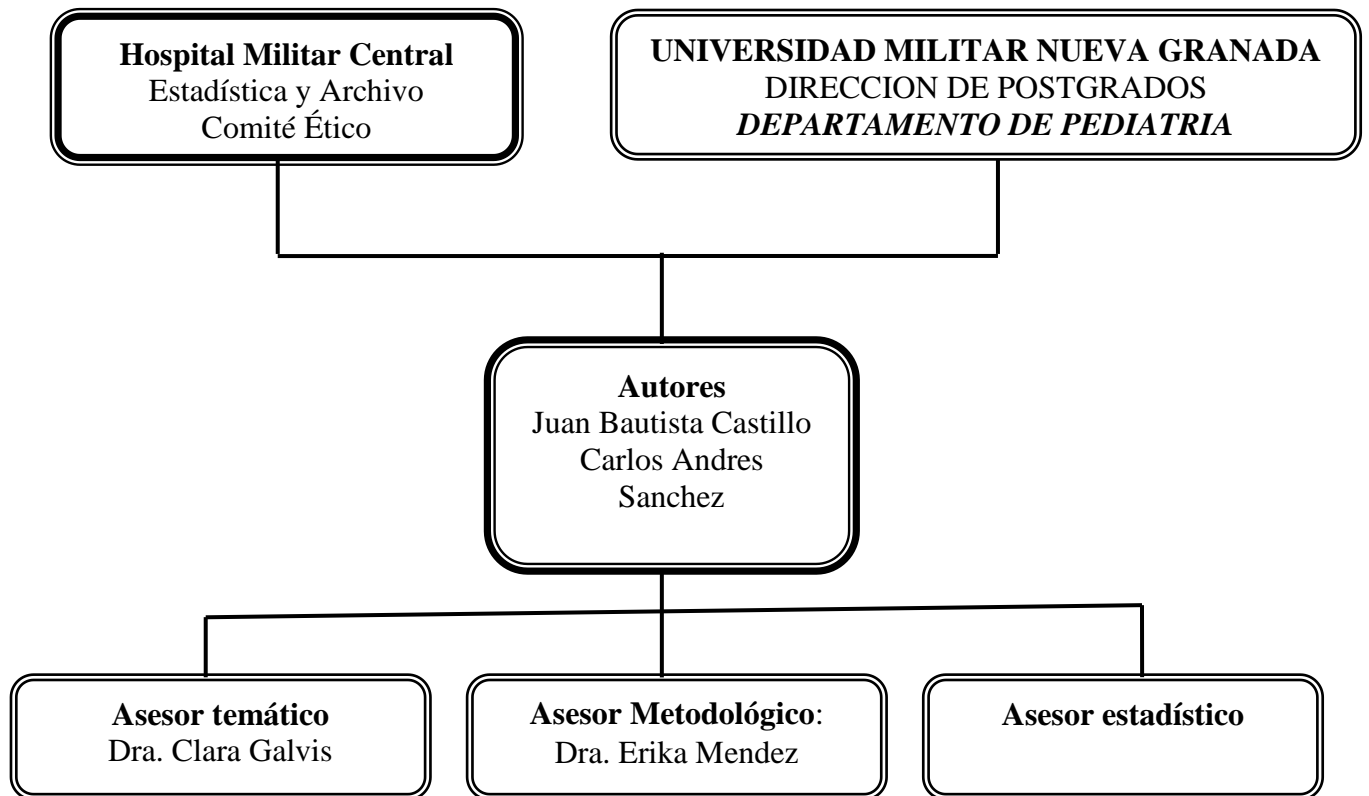 Hospital Militar Central
Estadística y Archivo
Comité Ético
UNIVERSIDAD MILITAR NUEVA GRANADA
DIRECCION DE POSTGRADOS
DEPARTAMENTO DE PEDIATRIA
Autores
Juan Bautista Castillo
Carlos Andres
Sanchez
Asesor temático
Dra. Clara Galvis
Asesor Metodológico:
Dra. Erika Mendez
Asesor estadístico